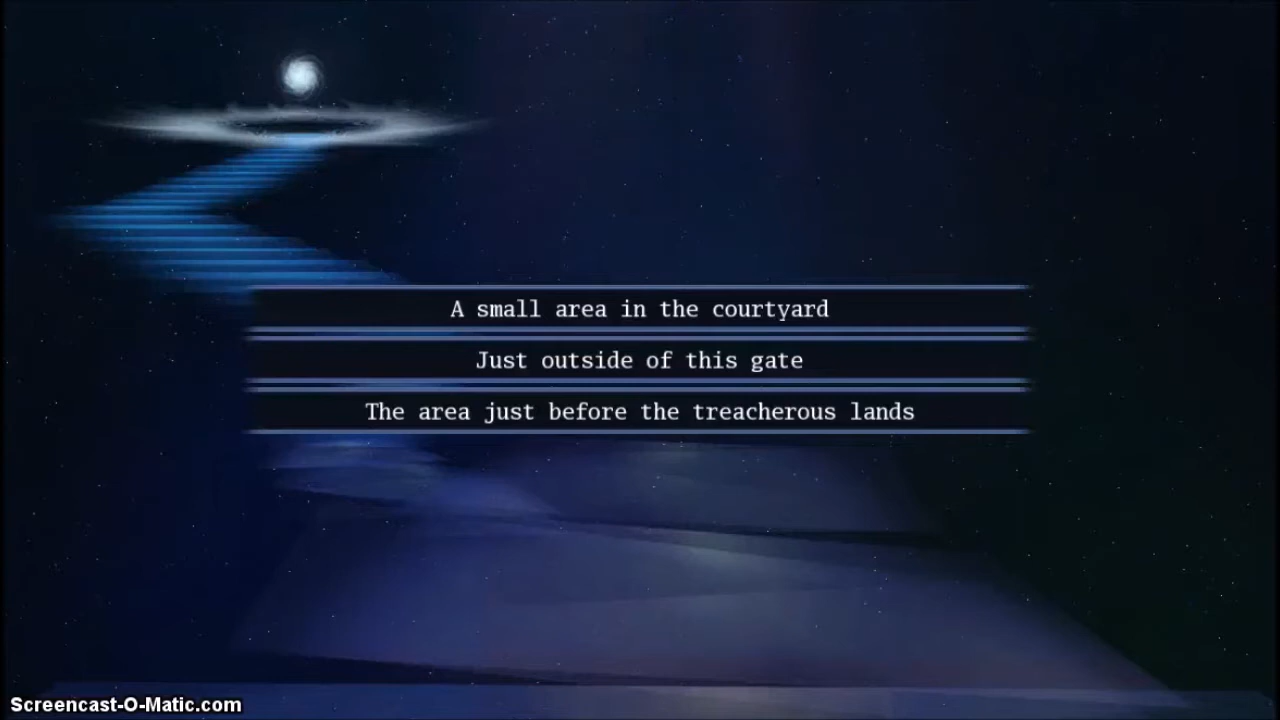 A small area in the courtyard
Just outside of this gate
The area just before the treacherous lands
Screencast-O-Matic.com